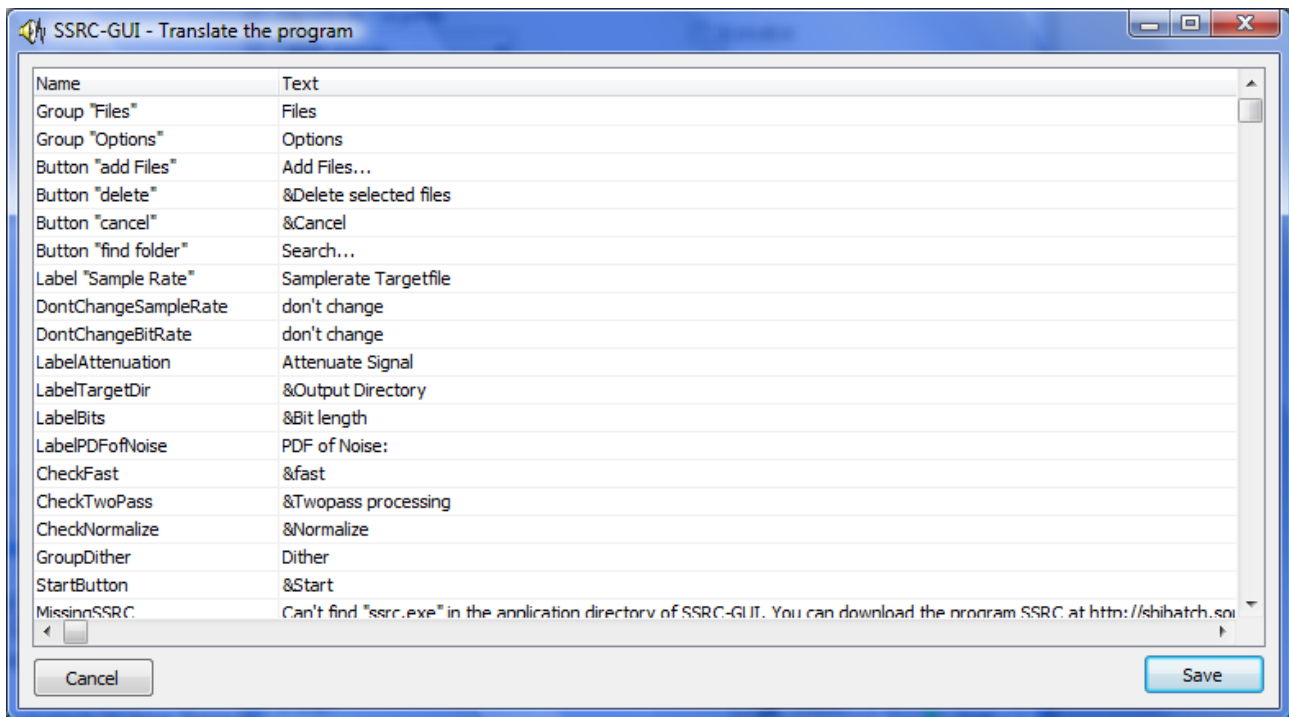 SSRC-GUI - Translate the program
Name Text
Group "Files" Files
Group "Options" Options
Button "add Files" Add Files...
Button "delete" &Delete selected files
Button "cancel" &Cancel
Button "find folder" Search...
Label "Sample Rate" Samplerate Targetfile
DontChangeSampleRate don't change
DontChangeBitRate don't change
LabelAttenuation Attenuate Signal
LabelTargetDir &Output Directory
LabelBits &Bit length
LabelPDFofNoise PDF of Noise:
CheckFast &fast
CheckTwoPass &Twopass processing
CheckNormalize &Normalize
GroupDither Dither
StartButton &Start
MissingSSRC Can't find "ssrc.exe" in the application directory of SSRC-GUI. You can download the program SSRC at http://shibatch.sou
Cancel Save